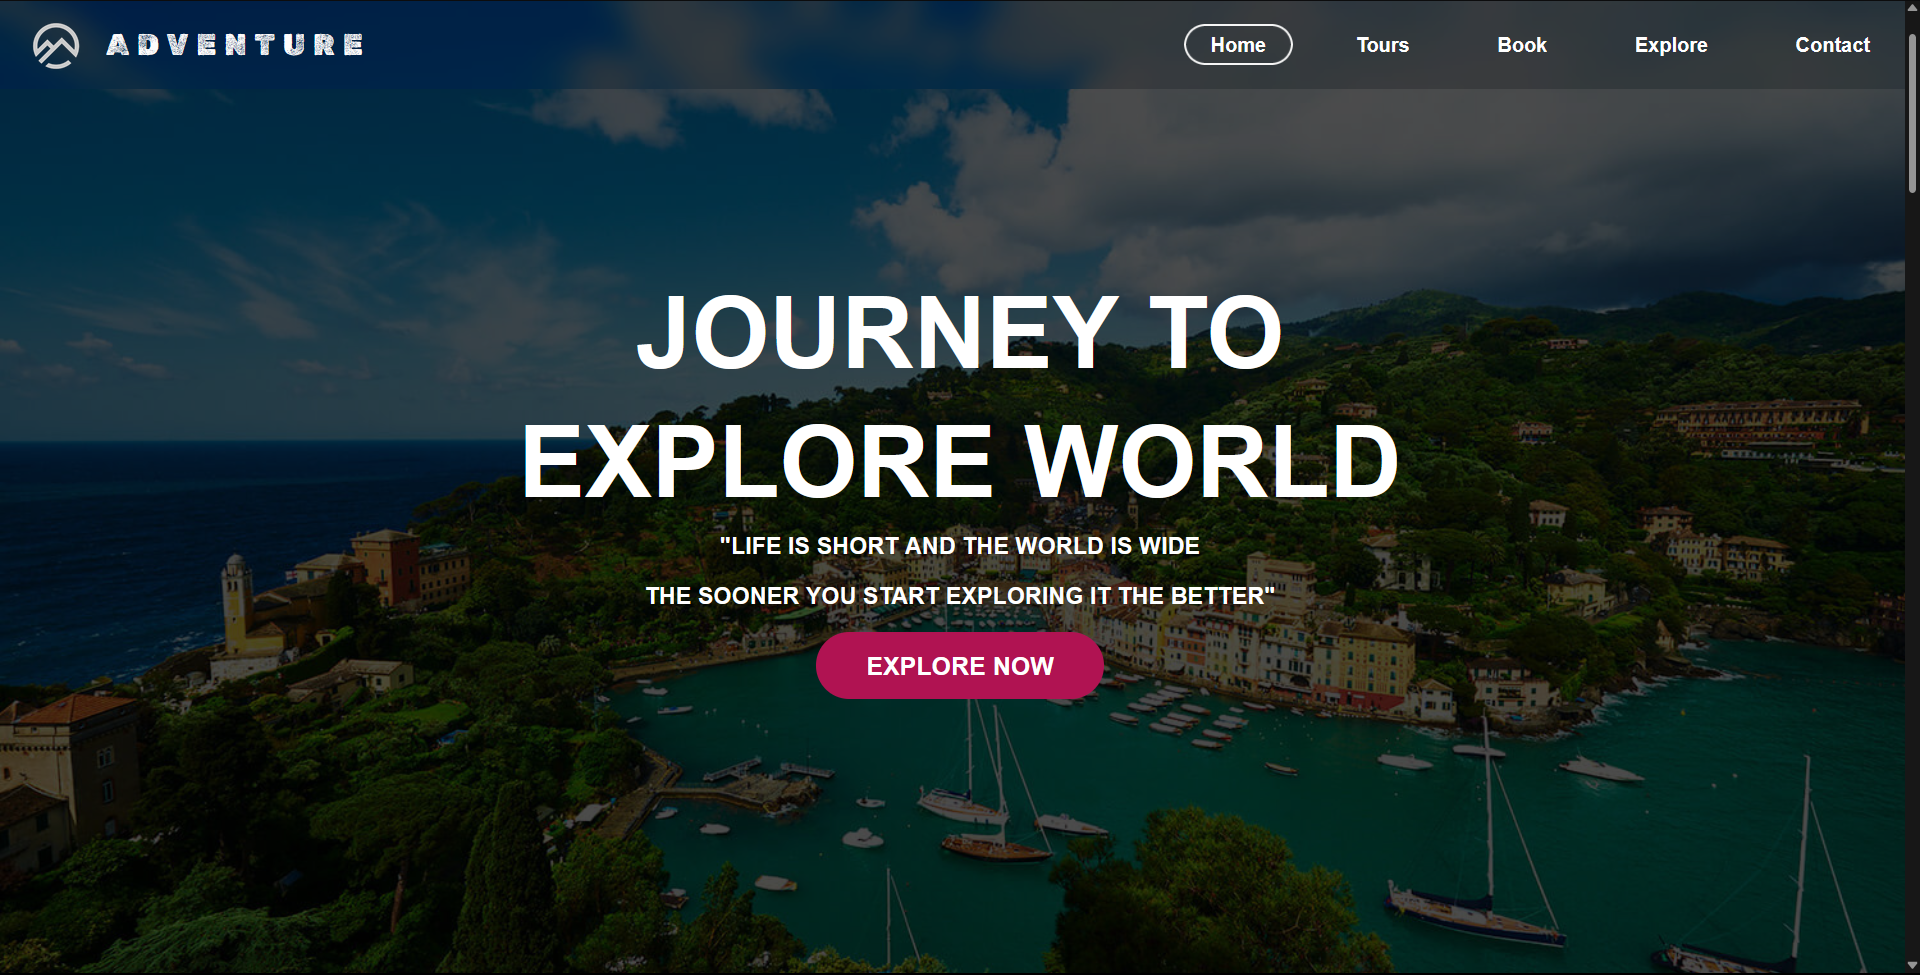 ADVENTURE
Home
Tours
Book
Explore
Contact
JOURNEY TO
EXPLORE WORLD
"LIFE IS SHORT AND THE WORLD IS WIDE
THE SOONER YOU START EXPLORING IT THE BETTER"
EXPLORE NOW